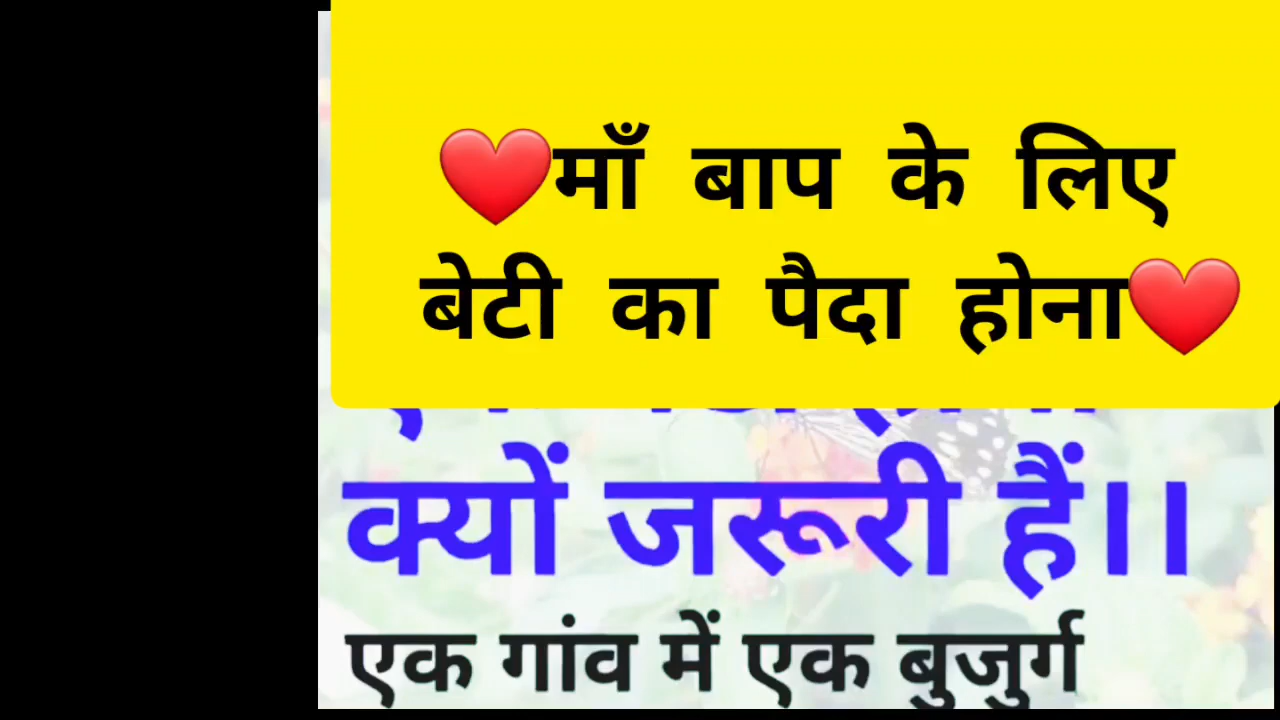 ❤️माँ बाप के लिए
बेटी का पैदा होना❤️
क्यों जरूरी हैं।।
एक गांव में एक बुजुर्ग